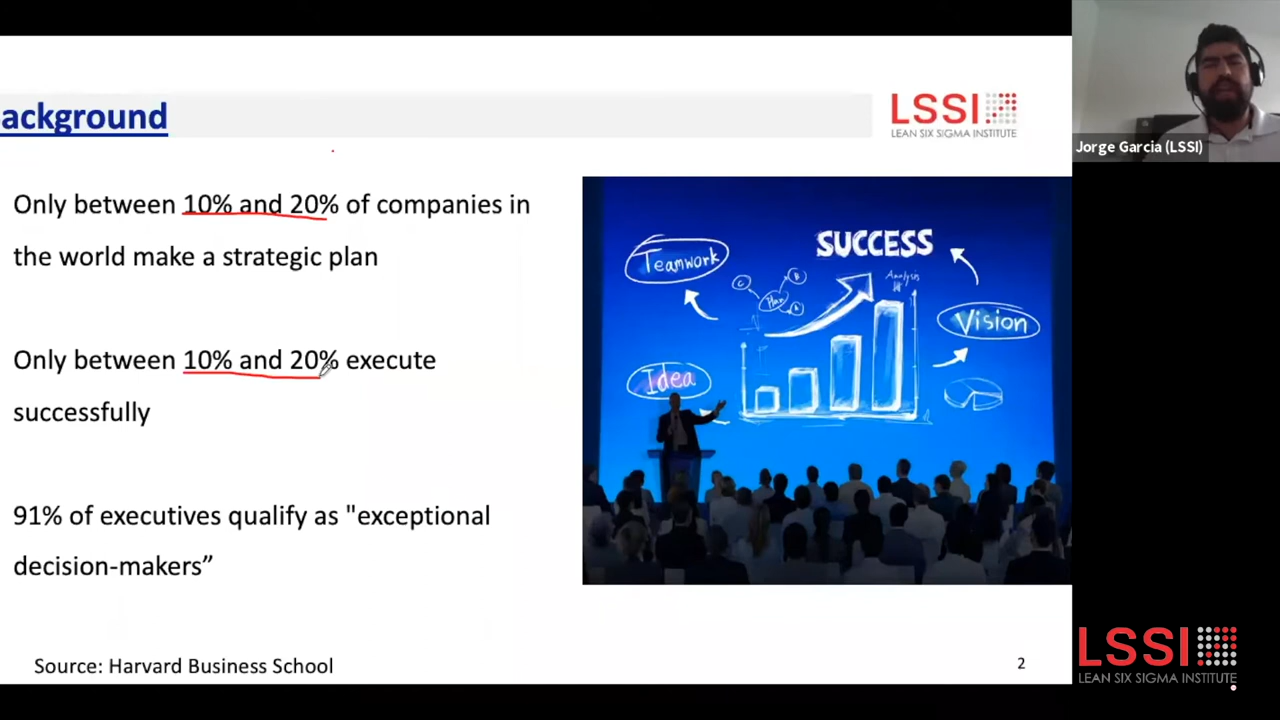 ackground
LSSI
LEAN SIX SIGMA INSTITUTE
Jorge Garcia (LSSI)
Only between 10% and 20% of companies in
the world make a strategic plan
Only between 10% and 20% execute
successfully
91% of executives qualify as "exceptional
decision-makers”
SUCCESS
Teamwork
Analysis
C
B
Plan
A
Vision
Idea
Source: Harvard Business School
2
LSSI
LEAN SIX SIGMA INSTITUTE